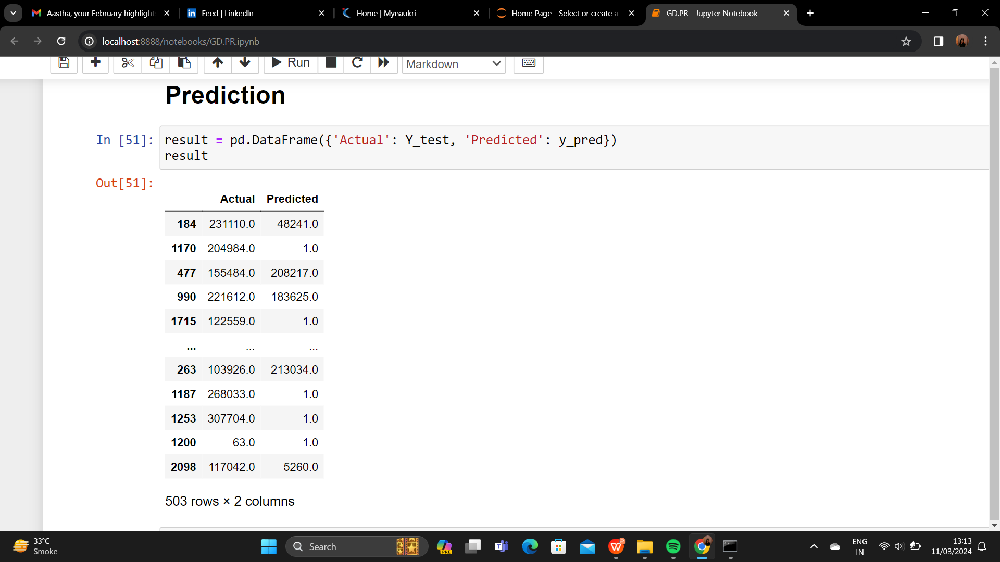 Aastha, your February highlight
Feed | LinkedIn
Home | Mynaukri
Home Page - Select or create a
GD.PR - Jupyter Notebook
localhost:8888/notebooks/GD.PR.ipynb
Run
Markdown
Prediction
In [51]: result = pd.DataFrame({'Actual': Y_test, 'Predicted': y_pred})
result
Out[51]:
Actual Predicted
184 231110.0 48241.0
1170 204984.0 1.0
477 155484.0 208217.0
990 221612.0 183625.0
1715 122559.0 1.0
... ... ...
263 103926.0 213034.0
1187 268033.0 1.0
1253 307704.0 1.0
1200 63.0 1.0
2098 117042.0 5260.0
503 rows × 2 columns
33°C
Smoke
Search
PRE
ENG
IN
13:13
11/03/2024